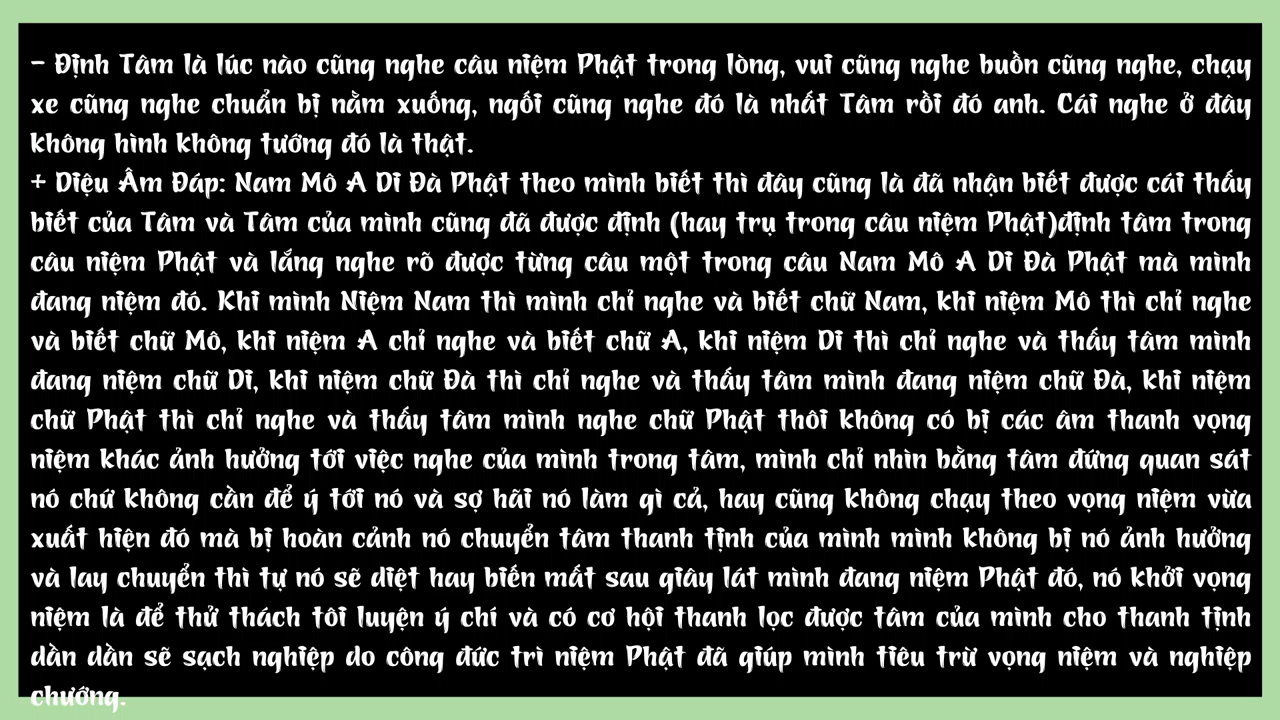 – Định Tâm là lúc nào cũng nghe câu niệm Phật trong lòng, vui cũng nghe buồn cũng nghe, chạy
xe cũng nghe chuẩn bị nằm xuống, ngối cũng nghe đó là nhất Tâm rồi đó anh. Cái nghe ở đây
không hình không tướng đó là thật.
+ Diệu Âm Đáp: Nam Mô A Di Đà Phật theo mình biết thì đây cũng là đã nhận biết được cái thấy
biết của Tâm và Tâm của mình cũng đã được định (hay trụ trong câu niệm Phật)định tâm trong
câu niệm Phật và lắng nghe rõ được từng câu một trong câu Nam Mô A Di Đà Phật mà mình
đang niệm đó. Khi mình Niệm Nam thì mình chỉ nghe và biết chữ Nam, khi niệm Mô thì chỉ nghe
và biết chữ Mô, khi niệm A chỉ nghe và biết chữ A, khi niệm Di thì chỉ nghe và thấy tâm mình
đang niệm chữ Di, khi niệm chữ Đà thì chỉ nghe và thấy tâm mình đang niệm chữ Đà, khi niệm
chữ Phật thì chỉ nghe và thấy tâm mình nghe chữ Phật thôi không có bị các âm thanh vọng
niệm khác ảnh hưởng tới việc nghe của mình trong tâm, mình chỉ nhìn bằng tâm đứng quan sát
nó chứ không cần để ý tới nó và sợ hãi nó làm gì cả, hay cũng không chạy theo vọng niệm vừa
xuất hiện đó mà bị hoàn cảnh nó chuyển tâm thanh tịnh của mình mình không bị nó ảnh hưởng
và lay chuyển thì tự nó sẽ diệt hay biến mất sau giây lát mình đang niệm Phật đó, nó khởi vọng
niệm là để thử thách tôi luyện ý chí và có cơ hội thanh lọc được tâm của mình cho thanh tịnh
dần dần sẽ sạch nghiệp do công đức trì niệm Phật đã giúp mình tiêu trừ vọng niệm và nghiệp
chướng.